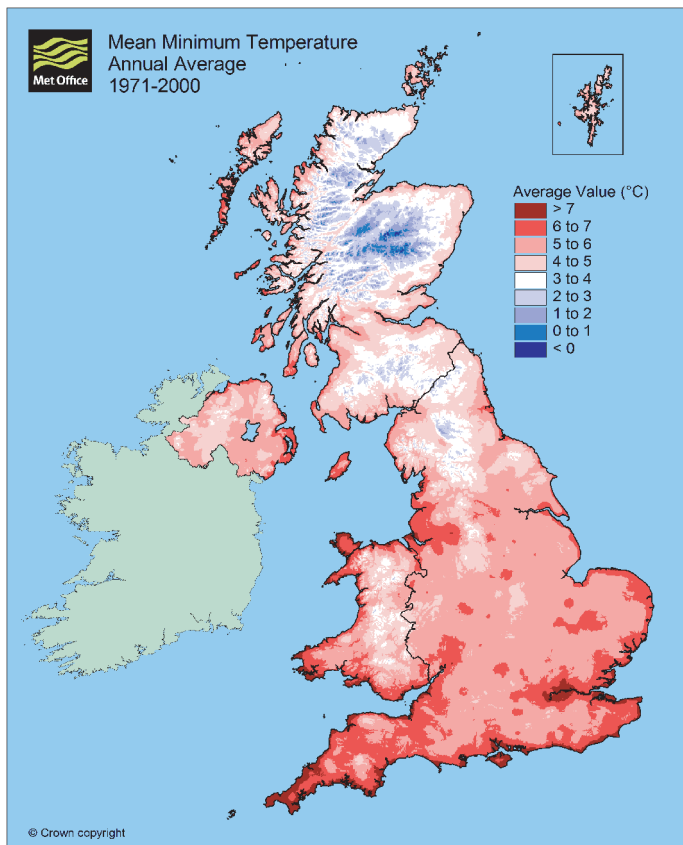 Met Office
Mean Minimum Temperature
Annual Average
1971-2000
Average Value (°C)
> 7
6 to 7
5 to 6
4 to 5
3 to 4
2 to 3
1 to 2
0 to 1
< 0
© Crown copyright